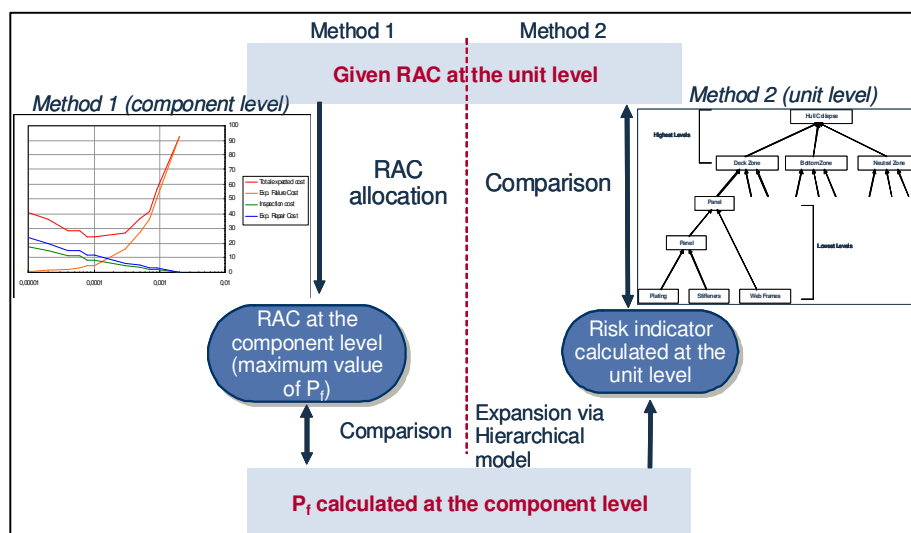 Method 1
Method 2
Given RAC at the unit level
Method 1 (component level)
Method 2 (unit level)
100
90
80
70
60
50
40
30
20
10
0
0,00001
0,0001
0,001
0,01
Total expected cost
Exp. Failure Cost
Inspection cost
Exp. Repair Cost
RAC
allocation
Comparison
Hull Collapse
Highest Levels
Deck Zone
Bottom Zone
Neutral Zone
Panel
Panel
Lowest Levels
Plating
Stiffeners
Web Frames
RAC at the
component level
(maximum value
of Pf)
Risk indicator
calculated at the
unit level
Comparison
Expansion via
Hierarchical
model
Pf calculated at the component level